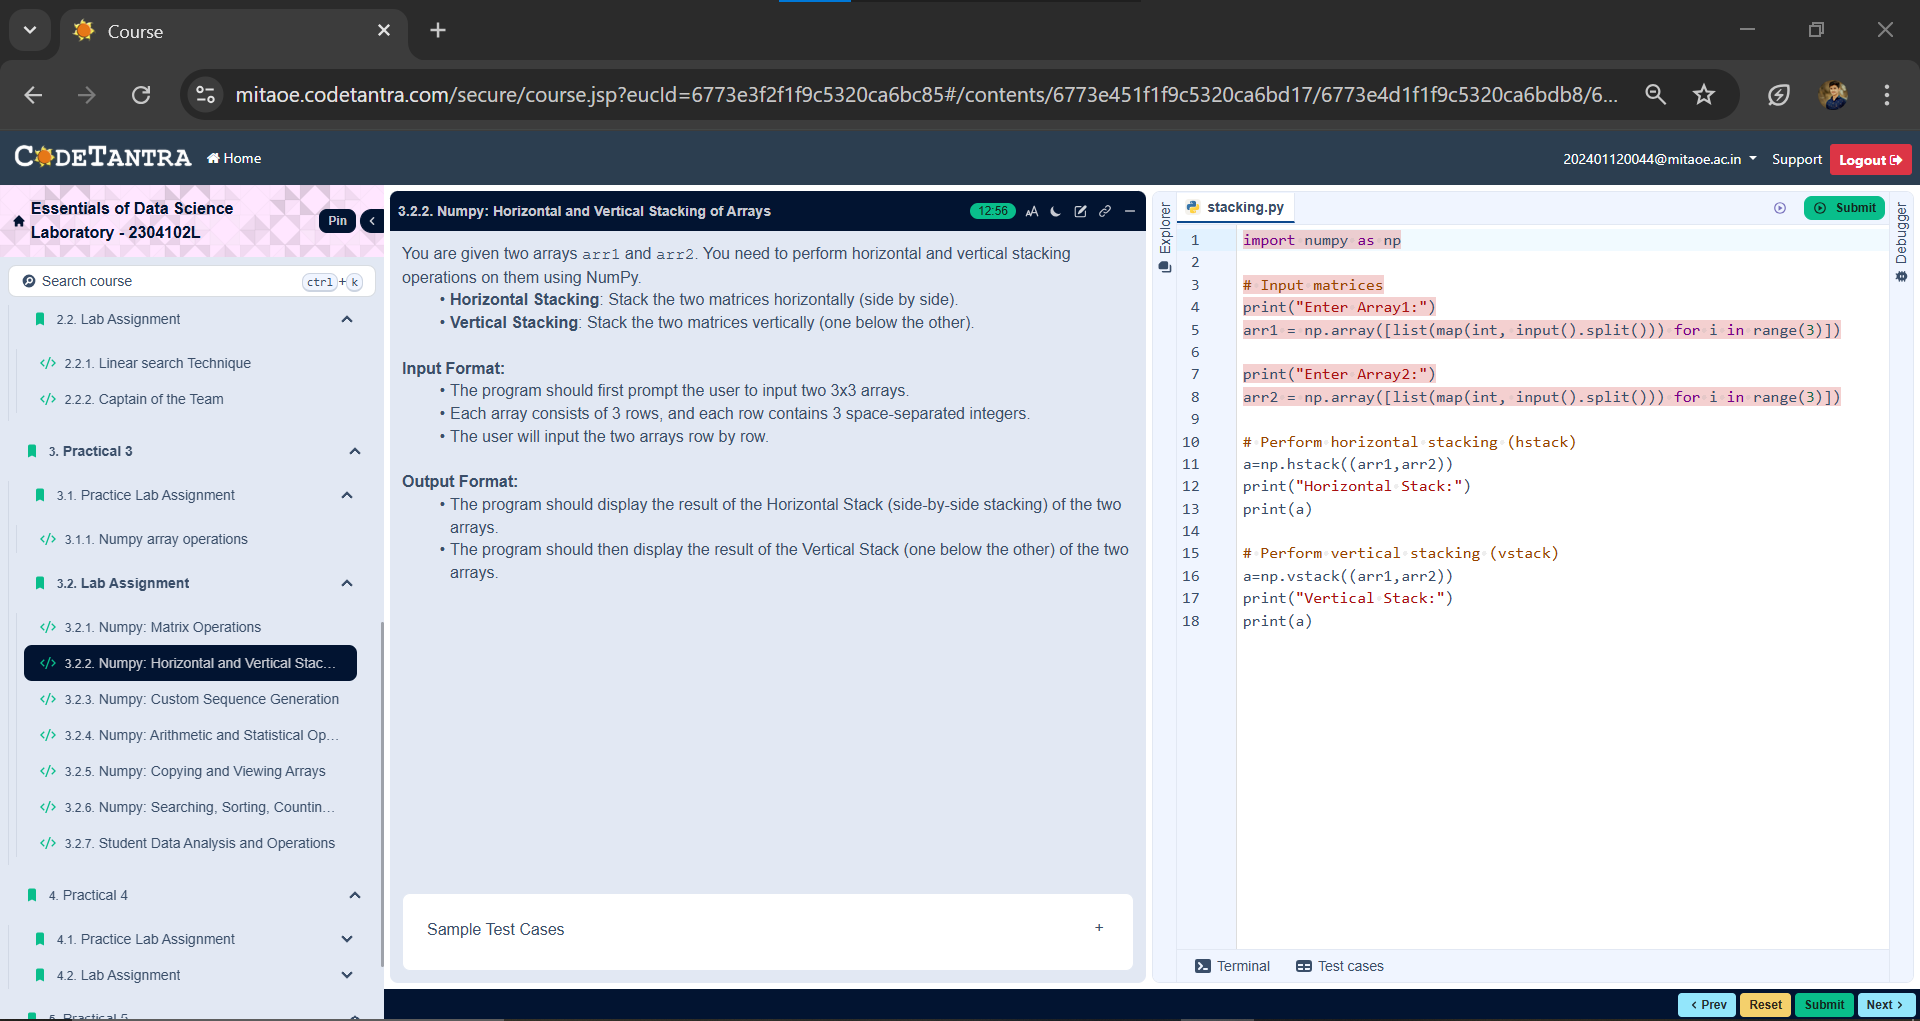 Course
mitaoe.codetantra.com/secure/course.jsp?eucId=6773e3f2f1f9c5320ca6bc85#/contents/6773e451f1f9c5320ca6bd17/6773e4d1f1f9c5320ca6bdb8/6...
CODETANTRA
Home
202401120044@mitaoe.ac.in
Support
Logout
Essentials of Data Science
Laboratory - 2304102L
Pin
Search course
ctrl + k
2.2. Lab Assignment
</> 2.2.1. Linear search Technique
</> 2.2.2. Captain of the Team
3. Practical 3
3.1. Practice Lab Assignment
</> 3.1.1. Numpy array operations
3.2. Lab Assignment
</> 3.2.1. Numpy: Matrix Operations
</> 3.2.2. Numpy: Horizontal and Vertical Stac...
</> 3.2.3. Numpy: Custom Sequence Generation
</> 3.2.4. Numpy: Arithmetic and Statistical Op...
</> 3.2.5. Numpy: Copying and Viewing Arrays
</> 3.2.6. Numpy: Searching, Sorting, Countin...
</> 3.2.7. Student Data Analysis and Operations
4. Practical 4
4.1. Practice Lab Assignment
4.2. Lab Assignment
5. Practical 5
3.2.2. Numpy: Horizontal and Vertical Stacking of Arrays
12:56
You are given two arrays arr1 and arr2. You need to perform horizontal and vertical stacking
operations on them using NumPy.
• Horizontal Stacking: Stack the two matrices horizontally (side by side).
• Vertical Stacking: Stack the two matrices vertically (one below the other).
Input Format:
• The program should first prompt the user to input two 3x3 arrays.
• Each array consists of 3 rows, and each row contains 3 space-separated integers.
• The user will input the two arrays row by row.
Output Format:
• The program should display the result of the Horizontal Stack (side-by-side stacking) of the two
arrays.
• The program should then display the result of the Vertical Stack (one below the other) of the two
arrays.
Sample Test Cases
+
Explorer
stacking.py
Submit
Debugger
1 import numpy as np
2
3 # Input matrices
4 print("Enter Array1:")
5 arr1 = np.array([list(map(int, input().split())) for i in range(3)])
6
7 print("Enter Array2:")
8 arr2 = np.array([list(map(int, input().split())) for i in range(3)])
9
10 # Perform horizontal stacking (hstack)
11 a=np.hstack((arr1,arr2))
12 print("Horizontal Stack:")
13 print(a)
14
15 # Perform vertical stacking (vstack)
16 a=np.vstack((arr1,arr2))
17 print("Vertical Stack:")
18 print(a)
Terminal
Test cases
< Prev
Reset
Submit
Next >